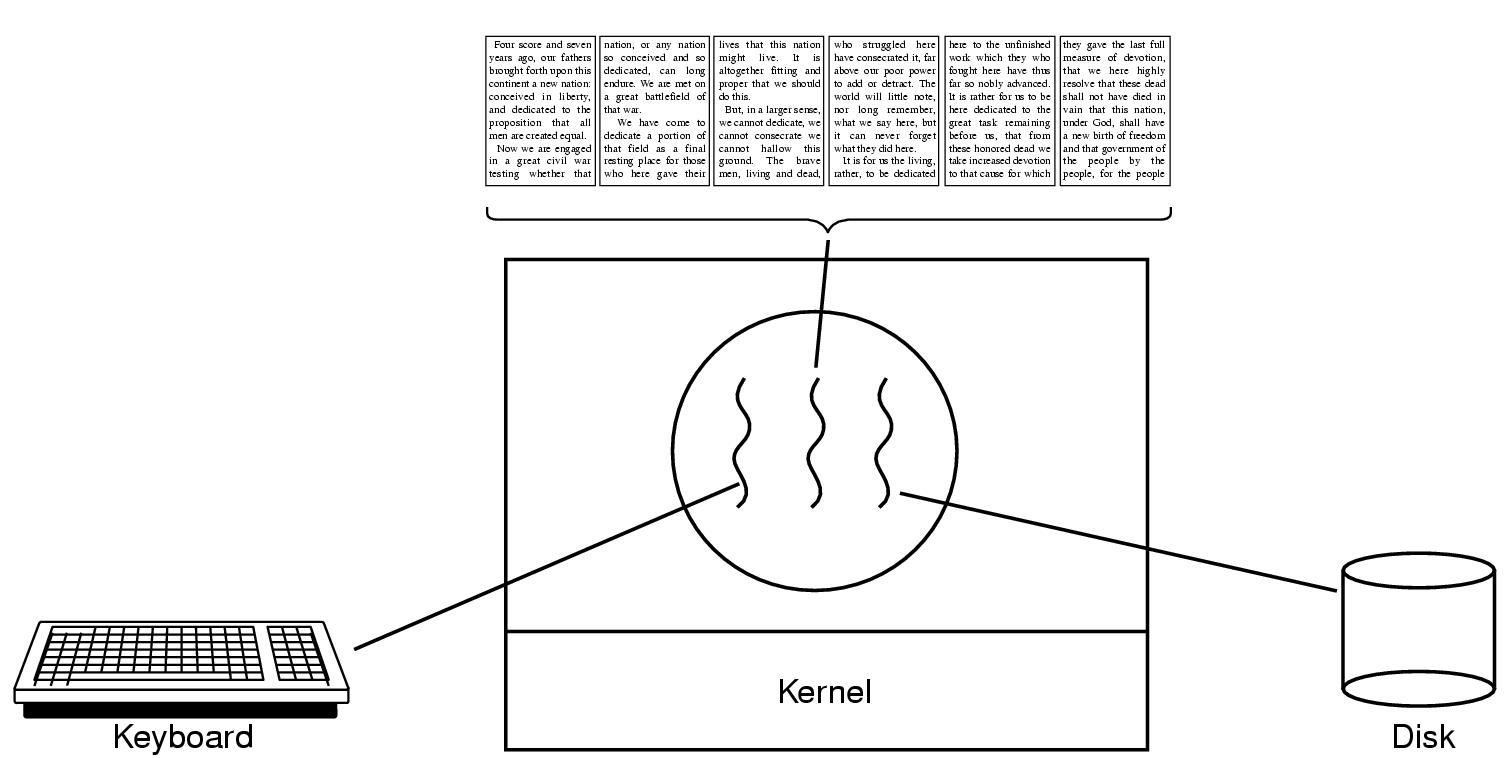 Four score and seven
years ago, our fathers
brought forth upon this
continent a new nation:
conceived in liberty,
and dedicated to the
proposition that all
men are created equal.
Now we are engaged
in a great civil war
testing whether that
nation, or any nation
so conceived and so
dedicated, can long
endure. We are met on
a great battlefield of
that war.
We have come to
dedicate a portion of
that field as a final
resting place for those
who here gave their
lives that this nation
might live. It is
altogether fitting and
proper that we should
do this.
But, in a larger sense,
we cannot dedicate, we
cannot consecrate we
cannot hallow this
ground. The brave
men, living and dead,
who struggled here
have consecrated it, far
above our poor power
to add or detract. The
world will little note,
nor long remember,
what we say here, but
it can never forget
what they did here.
It is for us the living,
rather, to be dedicated
here to the unfinished
work which they who
fought here have thus
far so nobly advanced.
It is rather for us to be
here dedicated to the
great task remaining
before us, that from
these honored dead we
take increased devotion
to that cause for which
they gave the last full
measure of devotion,
that we here highly
resolve that these dead
shall not have died in
vain that this nation,
under God, shall have
a new birth of freedom
and that government of
the people by the
people, for the people
Kernel
Keyboard
Disk